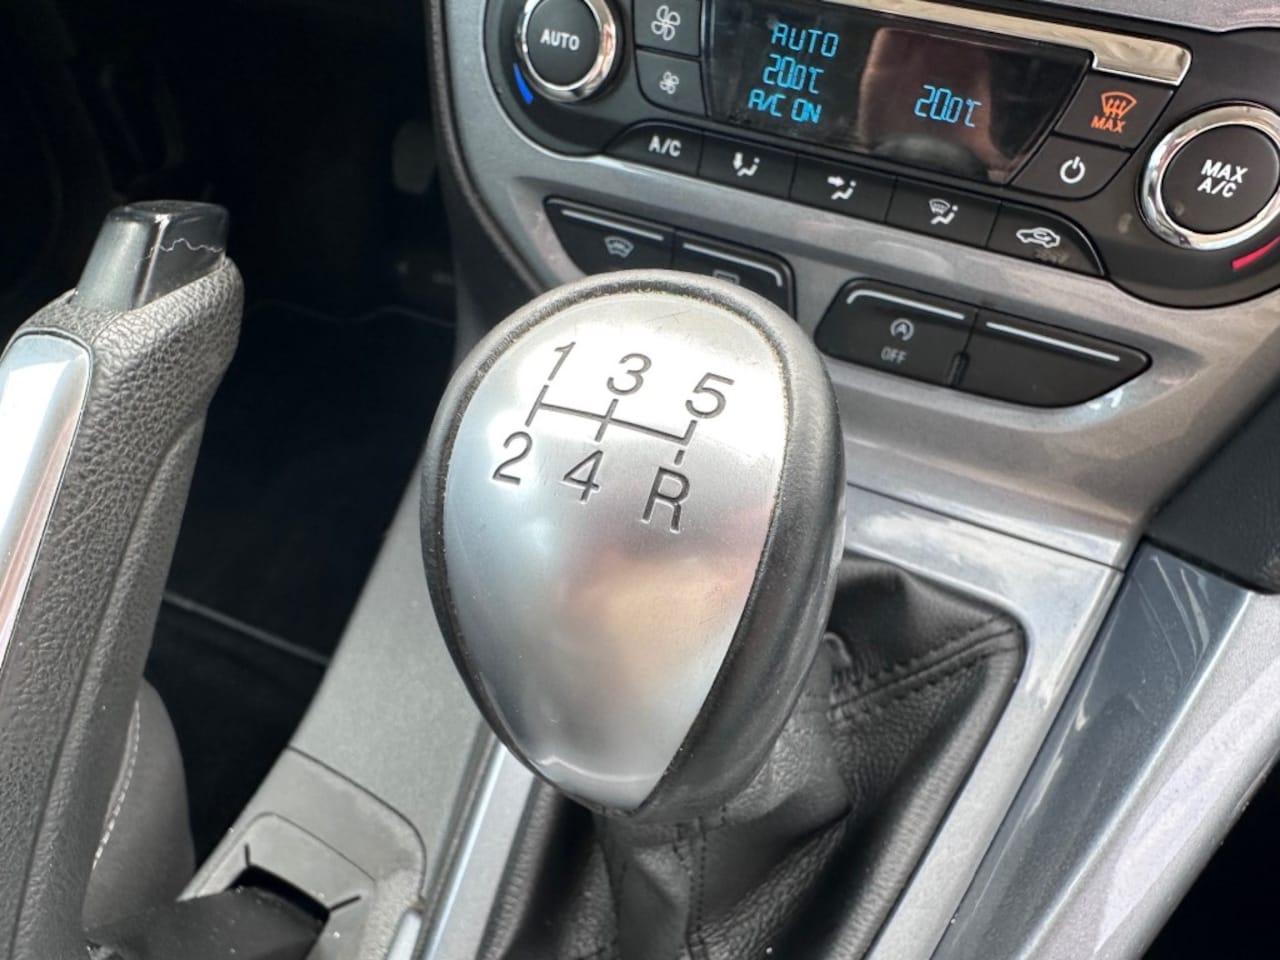 AUTO
AUTO
20.0°C
20.0°C
A/C ON
MAX
A/C
MAX
A/C
A
OFF
1 3 5
2 4 R